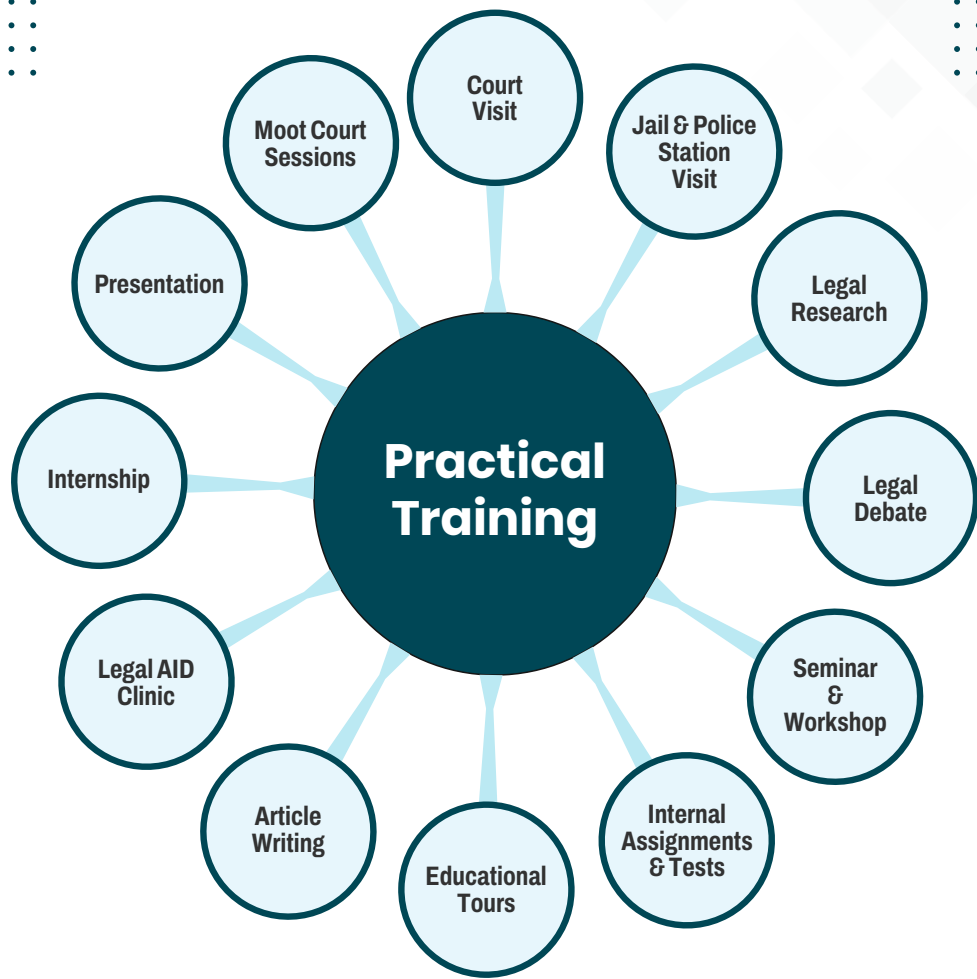 Court
Visit
Jail & Police
Station
Visit
Legal
Research
Legal
Debate
Seminar
&
Workshop
Internal
Assignments
& Tests
Educational
Tours
Article
Writing
Legal AID
Clinic
Internship
Presentation
Moot Court
Sessions
Practical
Training